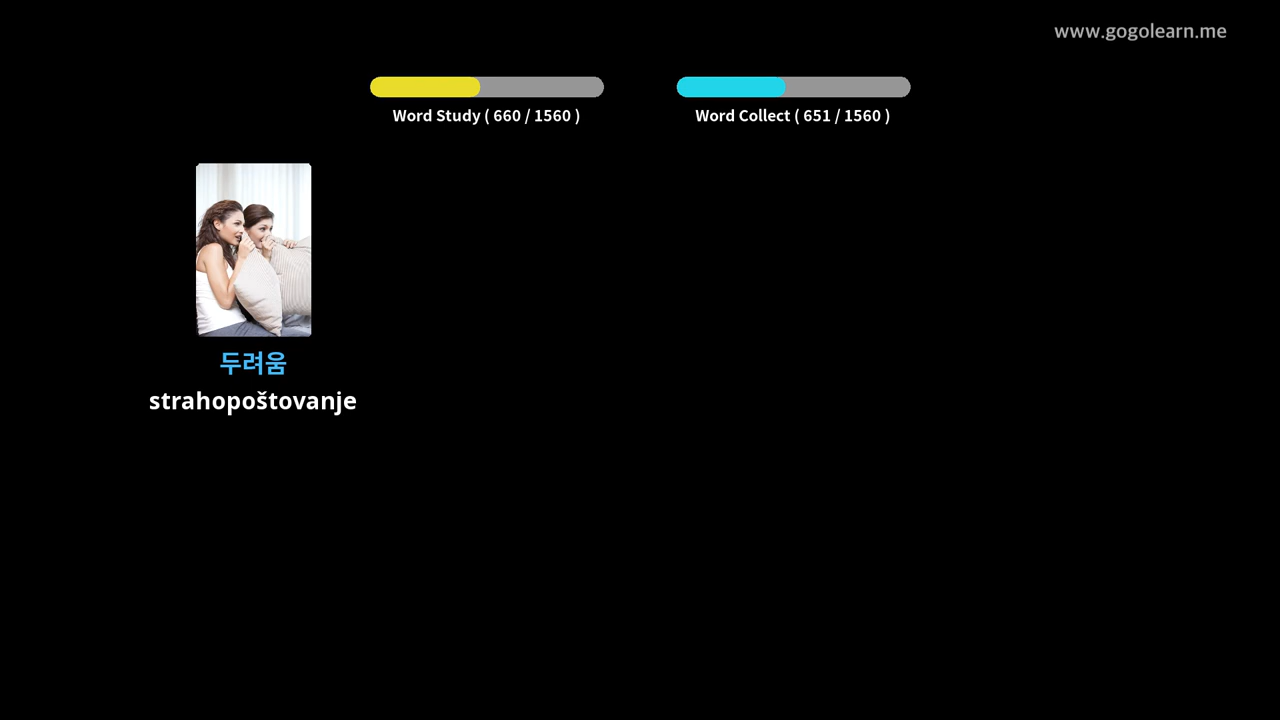 www.gogolearn.me
Word Study ( 660 / 1560 )
Word Collect ( 651 / 1560 )
두려움
strahopoštovanje